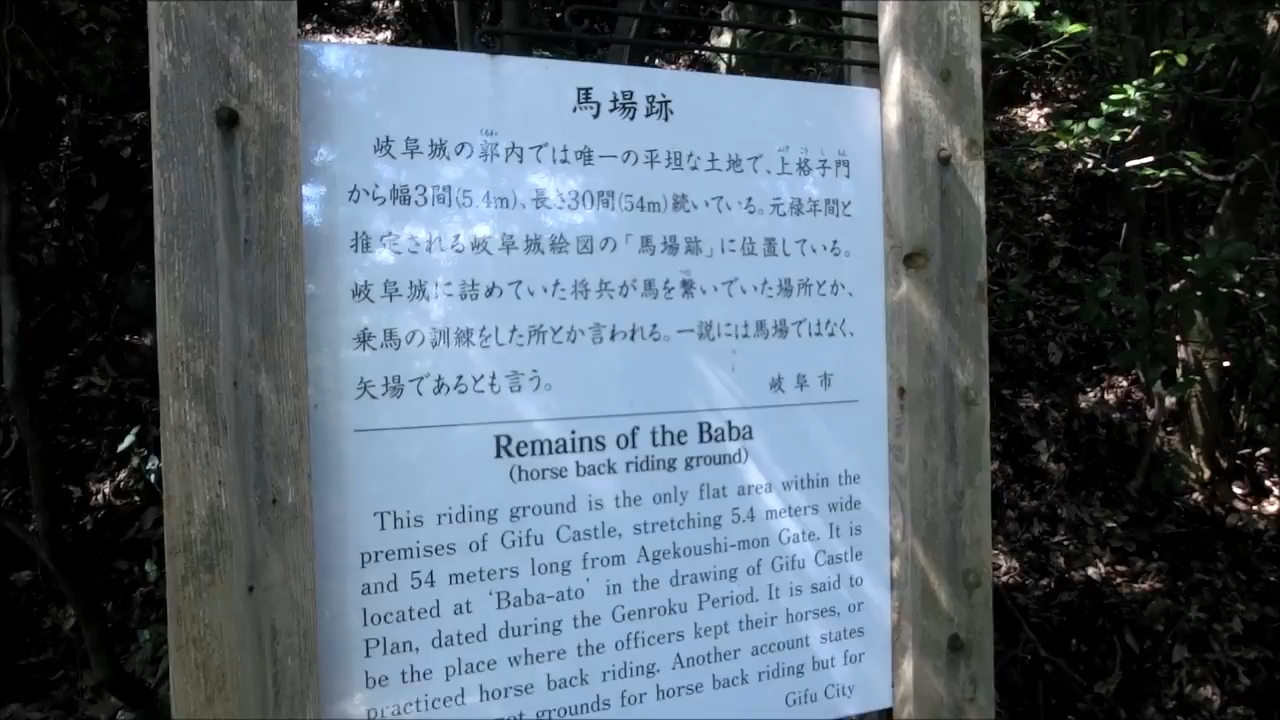 馬場跡
岐阜城の郭内では唯一の平坦な土地で、上格子門
から幅3間(5.4m)、長さ30間(54m)続いている。元禄年間と
推定される岐阜城絵図の「馬場跡」に位置している。
岐阜城に詰めていた将兵が馬を繋いでいた場所とか、
乗馬の訓練をした所とか言われる。一説には馬場ではなく、
矢場であるとも言う。
岐阜市
Remains of the Baba
(horse back riding ground)
This riding ground is the only flat area within the
premises of Gifu Castle, stretching 5.4 meters wide
and 54 meters long from Agekoushi-mon Gate. It is
located at ‘Baba-ato’ in the drawing of Gifu Castle
Plan, dated during the Genroku Period. It is said to
be the place where the officers kept their horses, or
practiced horse back riding. Another account states
grounds for horse back riding but for
Gifu City